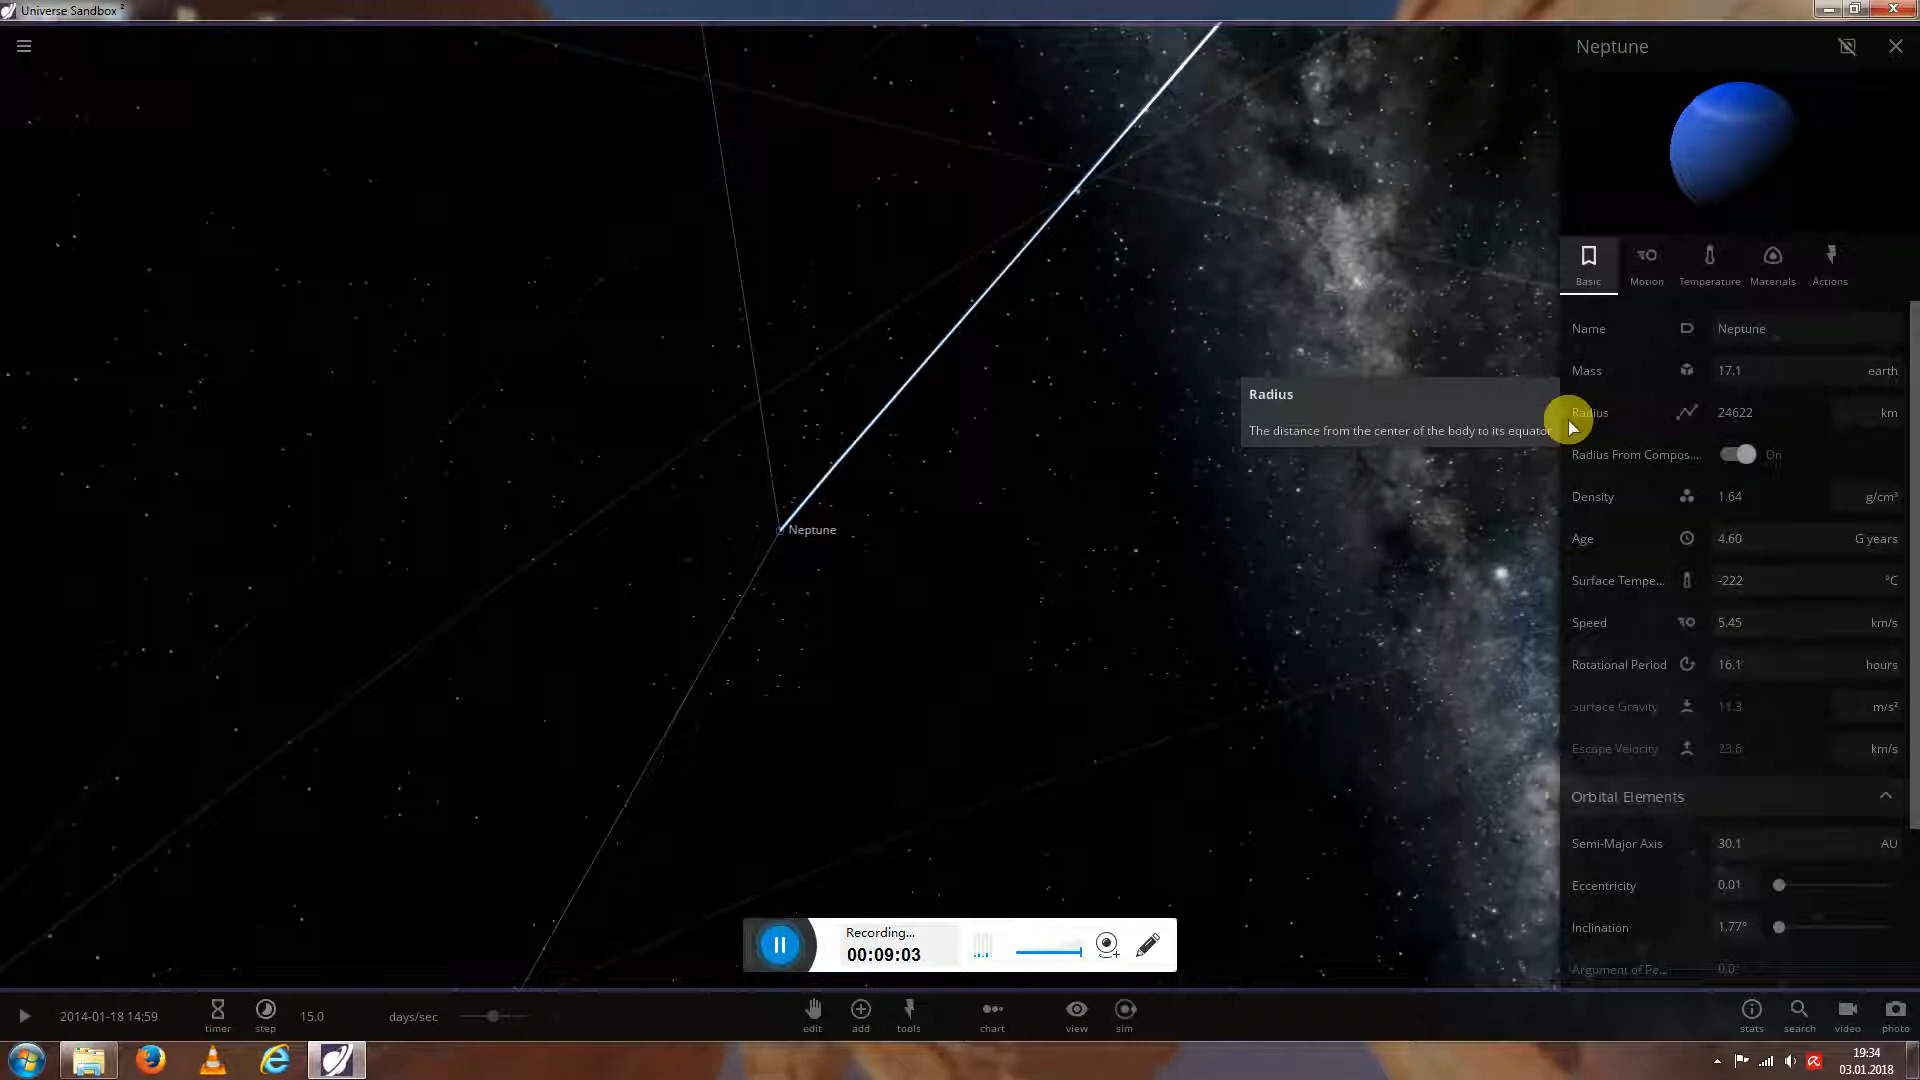 Universe Sandbox ²
Neptune
Basic
Motion
Temperature
Materials
Actions
Name
Neptune
Mass
17.1
earth
Radius
24622
km
Radius
The distance from the center of the body to its equator
Radius From Compos...
On
Density
1.64
g/cm³
Age
4.60
G years
Surface Tempe...
-222
°C
Speed
5.45
km/s
Rotational Period
16.1
hours
Surface Gravity
11.3
m/s²
Escape Velocity
23.6
km/s
Orbital Elements
Semi-Major Axis
30.1
AU
Eccentricity
0.01
Inclination
1.77°
Argument of Pe...
0.0°
Neptune
Recording...
00:09:03
2014-01-18 14:59
timer
step
15.0
days/sec
edit
add
tools
chart
view
sim
stats
search
video
photo
19:34
03.01.2018